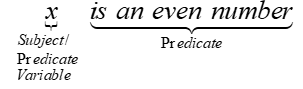 x is an even number
Subject/ Predicate
Predicate
Variable